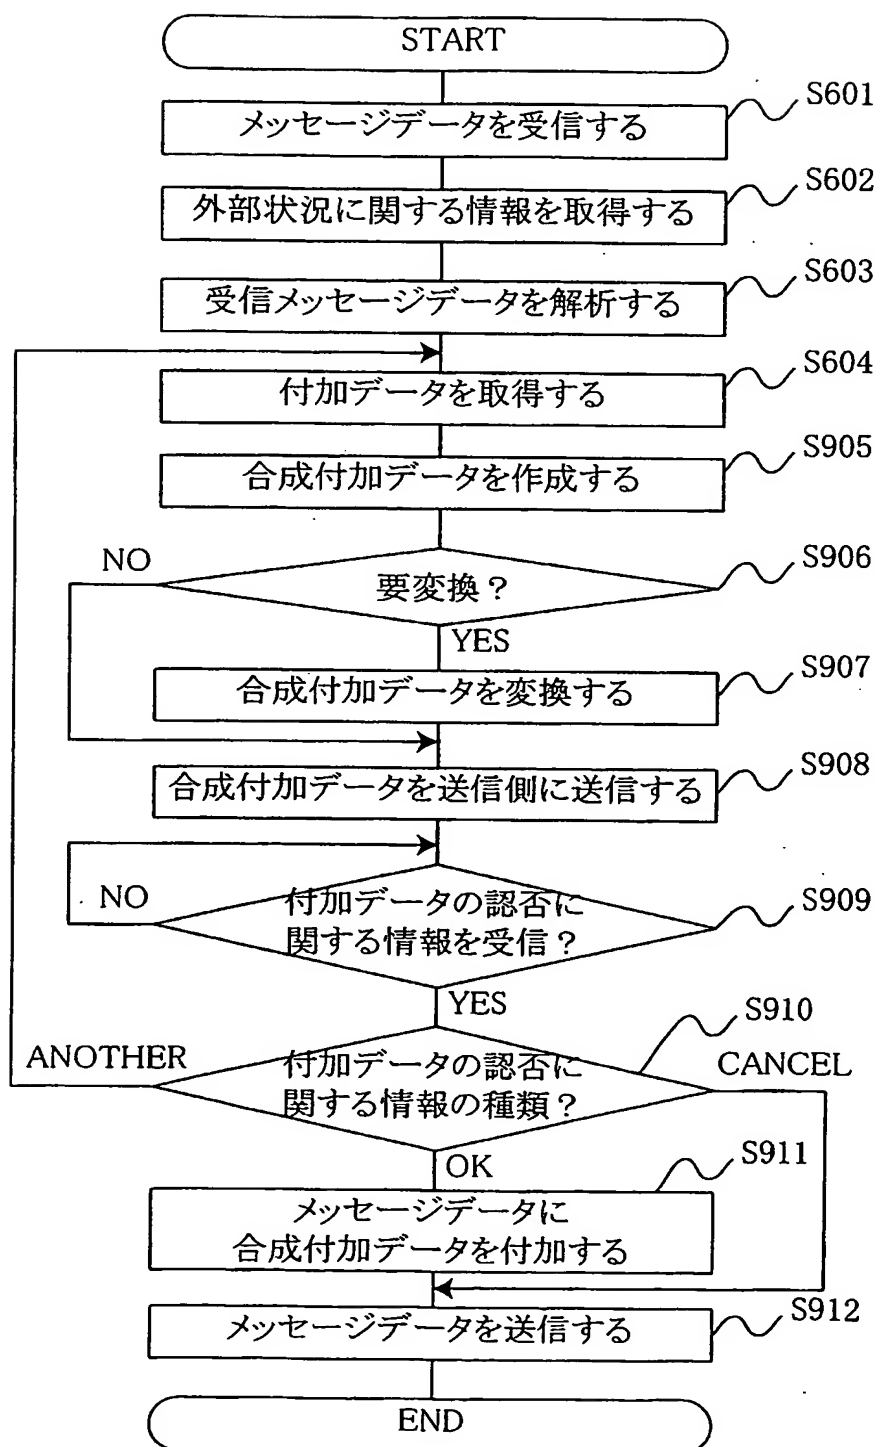 START
メッセージデータを受信する
S601
外部状況に関する情報を取得する
S602
受信メッセージデータを解析する
S603
付加データを取得する
S604
合成付加データを作成する
S905
NO
要変換?
S906
YES
合成付加データを変換する
S907
合成付加データを送信側に送信する
S908
NO
付加データの認否に
関する情報を受信?
S909
YES
S910
ANOTHER
付加データの認否に
関する情報の種類?
CANCEL
OK
S911
メッセージデータに
合成付加データを付加する
メッセージデータを送信する
S912
END